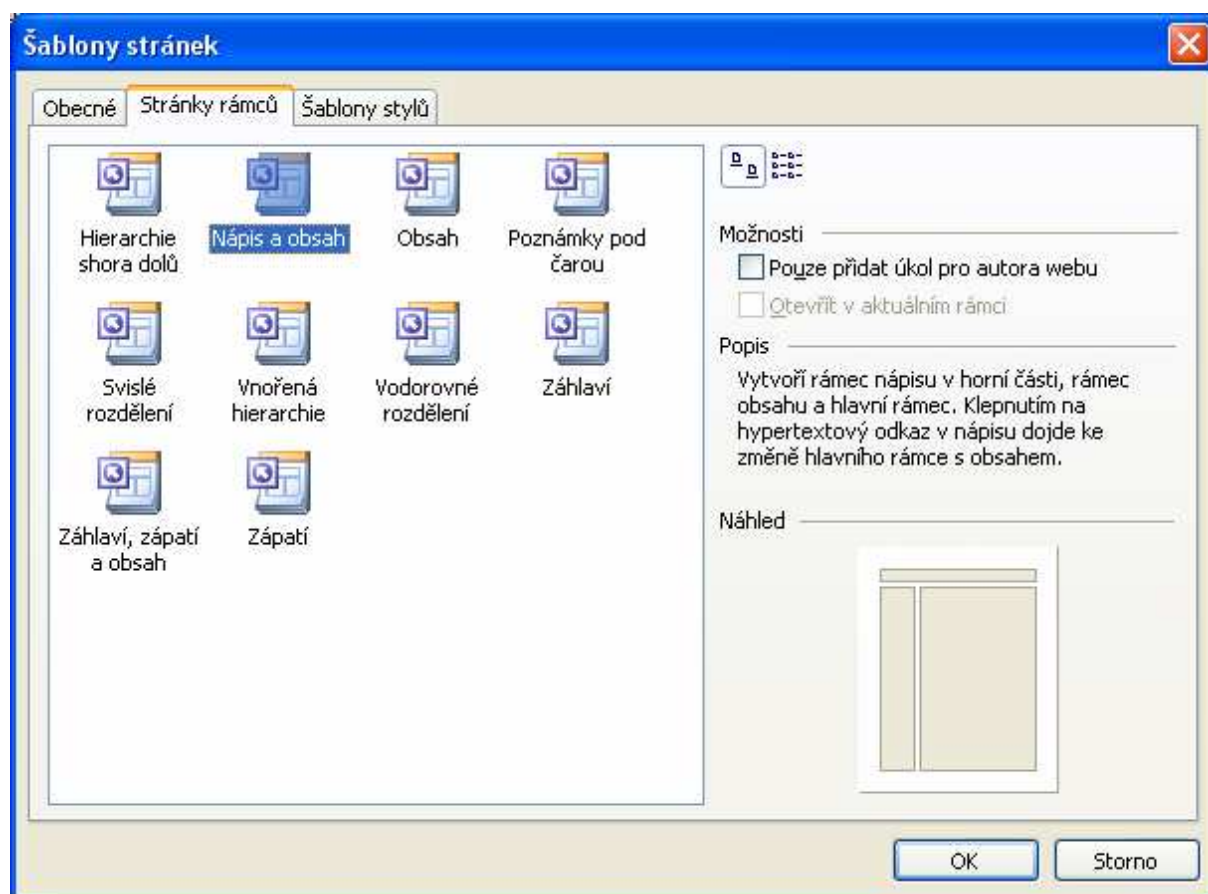 Šablony stránek
Obecné Stránky rámců Šablony stylů
Hierarchie
shora dolů
Nápis a obsah
Obsah
Poznámky pod
čarou
Svislé
rozdělení
Vnořená
hierarchie
Vodorovné
rozdělení
Záhlaví
Záhlaví, zápatí
a obsah
Zápatí
Možnosti
Pouze přidat úkol pro autora webu
Otevřít v aktuálním rámci
Popis
Vytvoří rámec nápisu v horní části, rámec
obsahu a hlavní rámec. Klepnutím na
hypertextový odkaz v nápisu dojde ke
změně hlavního rámce s obsahem.
Náhled
OK Storno